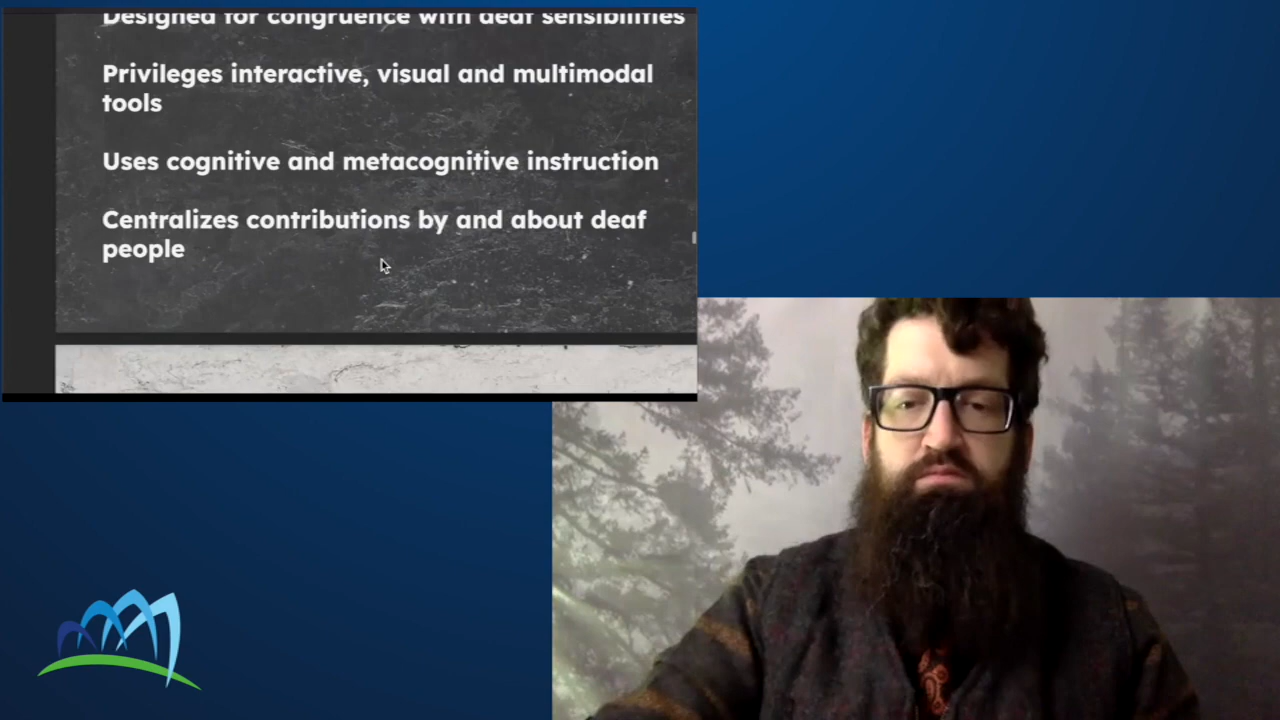 Designed for congruence with deaf sensibilities
Privileges interactive, visual and multimodal
tools
Uses cognitive and metacognitive instruction
Centralizes contributions by and about deaf
people